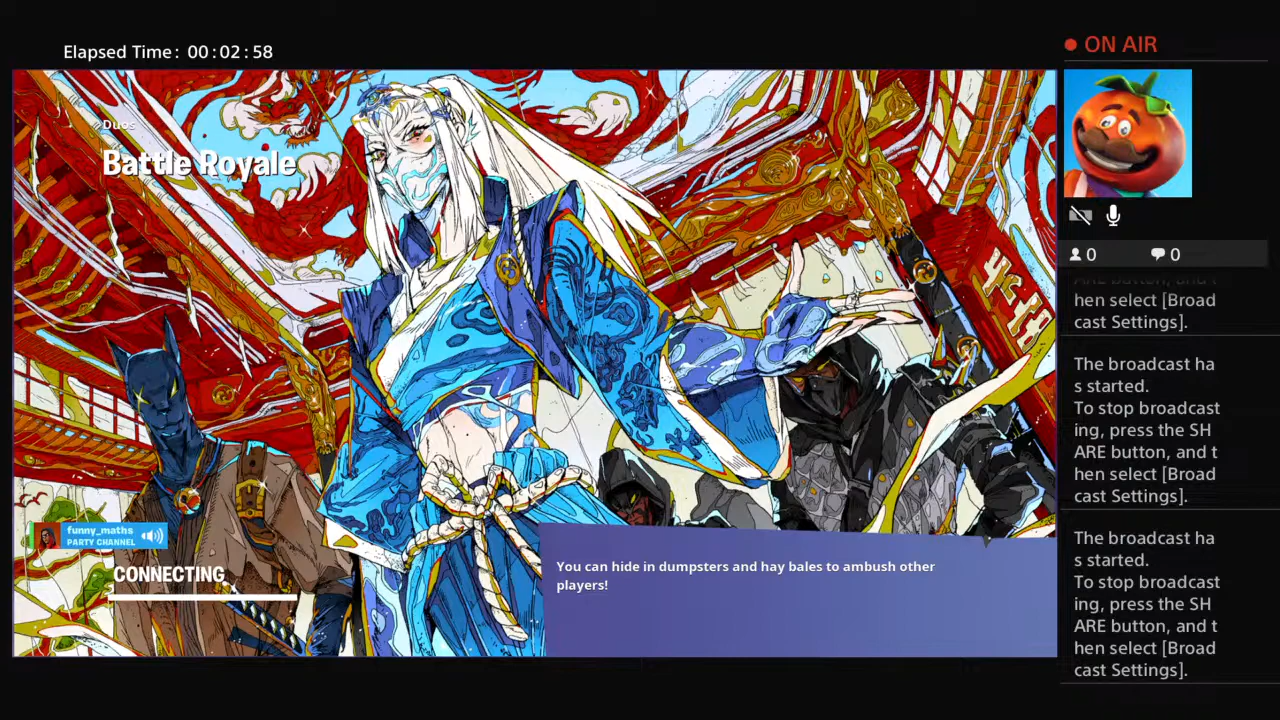 Elapsed Time: 00:02:58
ON AIR
Duos
Battle Royale
funny_maths
PARTY CHANNEL
CONNECTING
You can hide in dumpsters and hay bales to ambush other
players!
0
0
ARE button, and t
hen select [Broad
cast Settings].
The broadcast ha
s started.
To stop broadcast
ing, press the SH
ARE button, and t
hen select [Broad
cast Settings].
The broadcast ha
s started.
To stop broadcast
ing, press the SH
ARE button, and t
hen select [Broad
cast Settings].